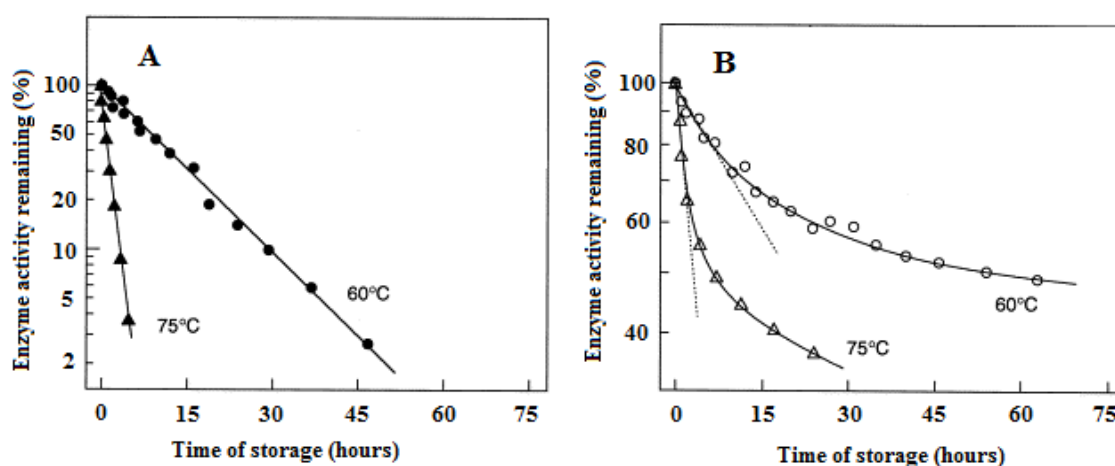 A
Enzyme activity remaining (%)
100
50
20
10
5
2
60°C
75°C
0 15 30 45 60 75
Time of storage (hours)
B
Enzyme activity remaining (%)
100
80
60
40
60°C
75°C
0 15 30 60 75
Time of storage (hours)